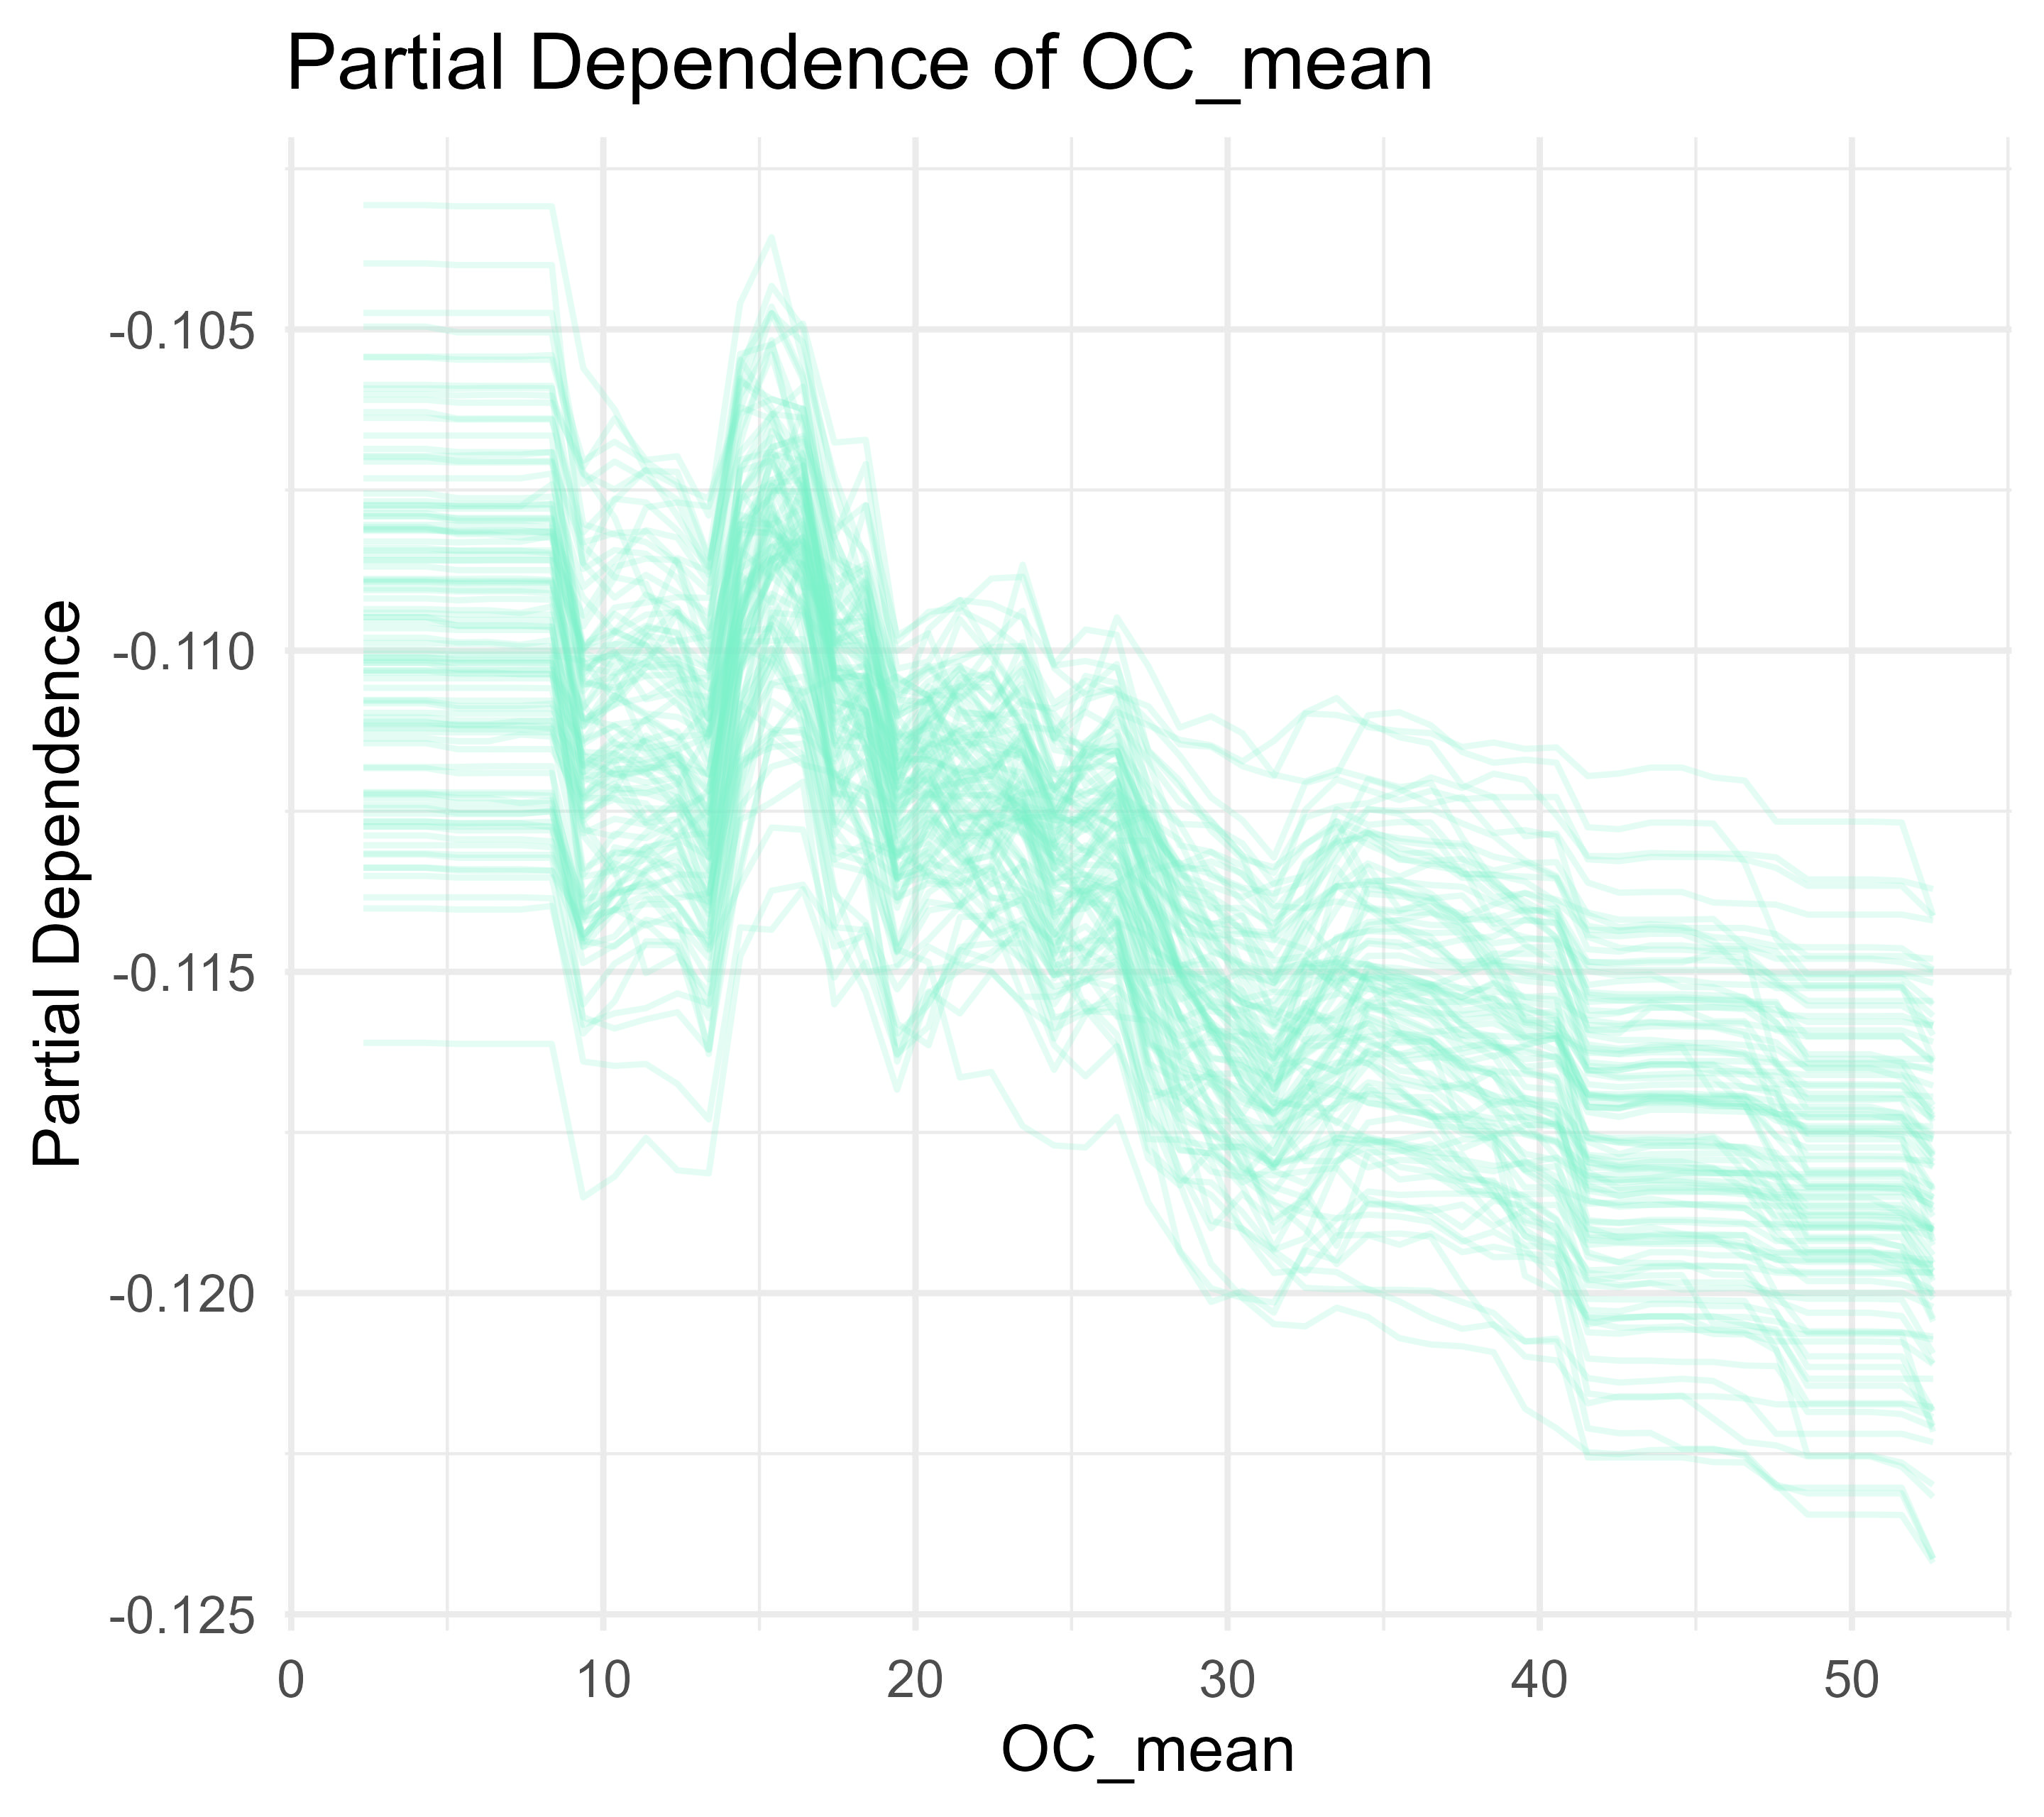 Partial Dependence of OC_mean
Partial Dependence
-0.105
-0.110
-0.115
-0.120
-0.125
0 10 20 30 40 50
OC_mean